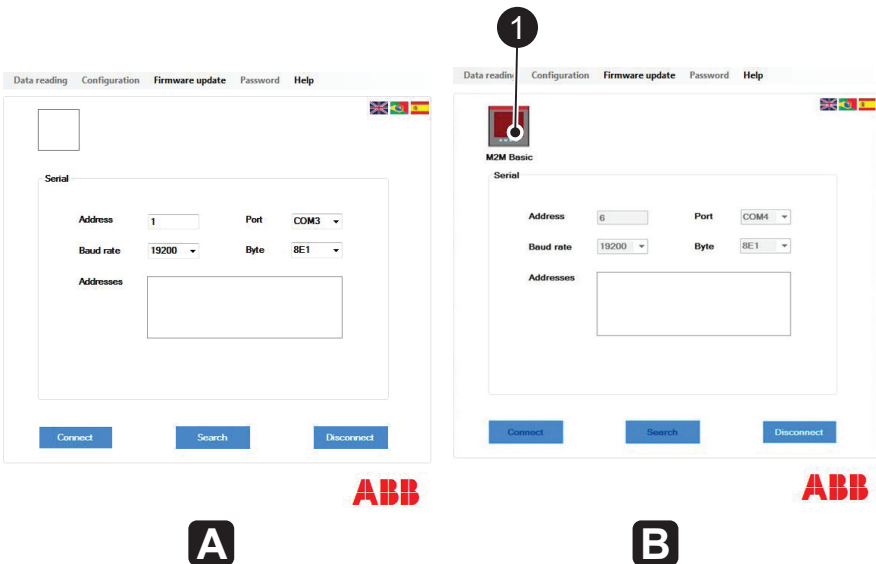 1
Data reading Configuration Firmware update Password Help
Serial
Address 1 Port COM3
Baud rate 19200 Byte 8E1
Addresses
Connect Search Disconnect
ABB
A
Data reading Configuration Firmware update Password Help
M2M Basic
Serial
Address 6 Port COM4
Baud rate 19200 Byte 8E1
Addresses
Connect Search Disconnect
ABB
B